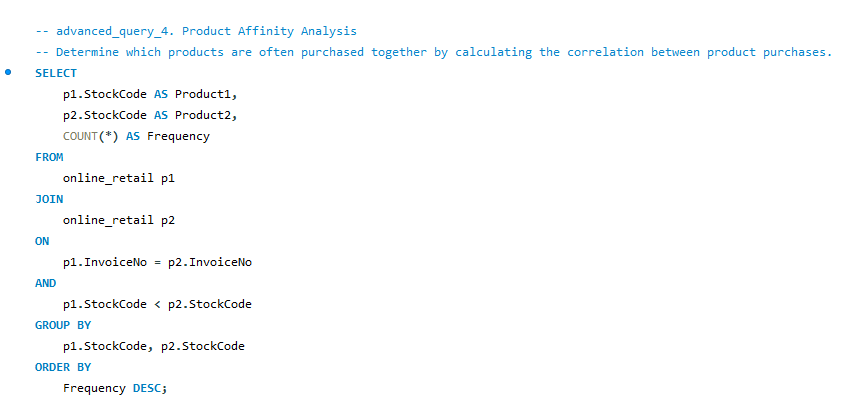 -- advanced_query_4. Product Affinity Analysis
-- Determine which products are often purchased together by calculating the correlation between product purchases.
SELECT
    p1.StockCode AS Product1,
    p2.StockCode AS Product2,
    COUNT(*) AS Frequency
FROM
    online_retail p1
JOIN
    online_retail p2
ON
    p1.InvoiceNo = p2.InvoiceNo
AND
    p1.StockCode < p2.StockCode
GROUP BY
    p1.StockCode, p2.StockCode
ORDER BY
    Frequency DESC;